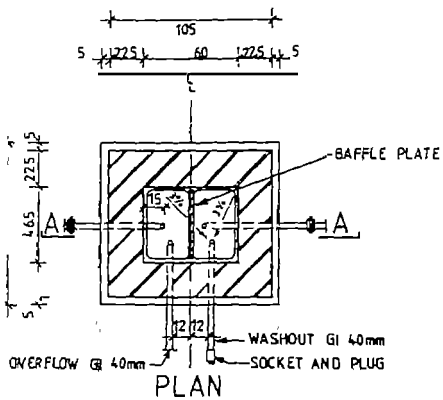 105
5 22.5 60 22.5 5
5
22.5
BAFFLE PLATE
15
46.5
A A
5
12 12
WASHOUT GI 40mm
OVERFLOW GI 40mm SOCKET AND PLUG
PLAN